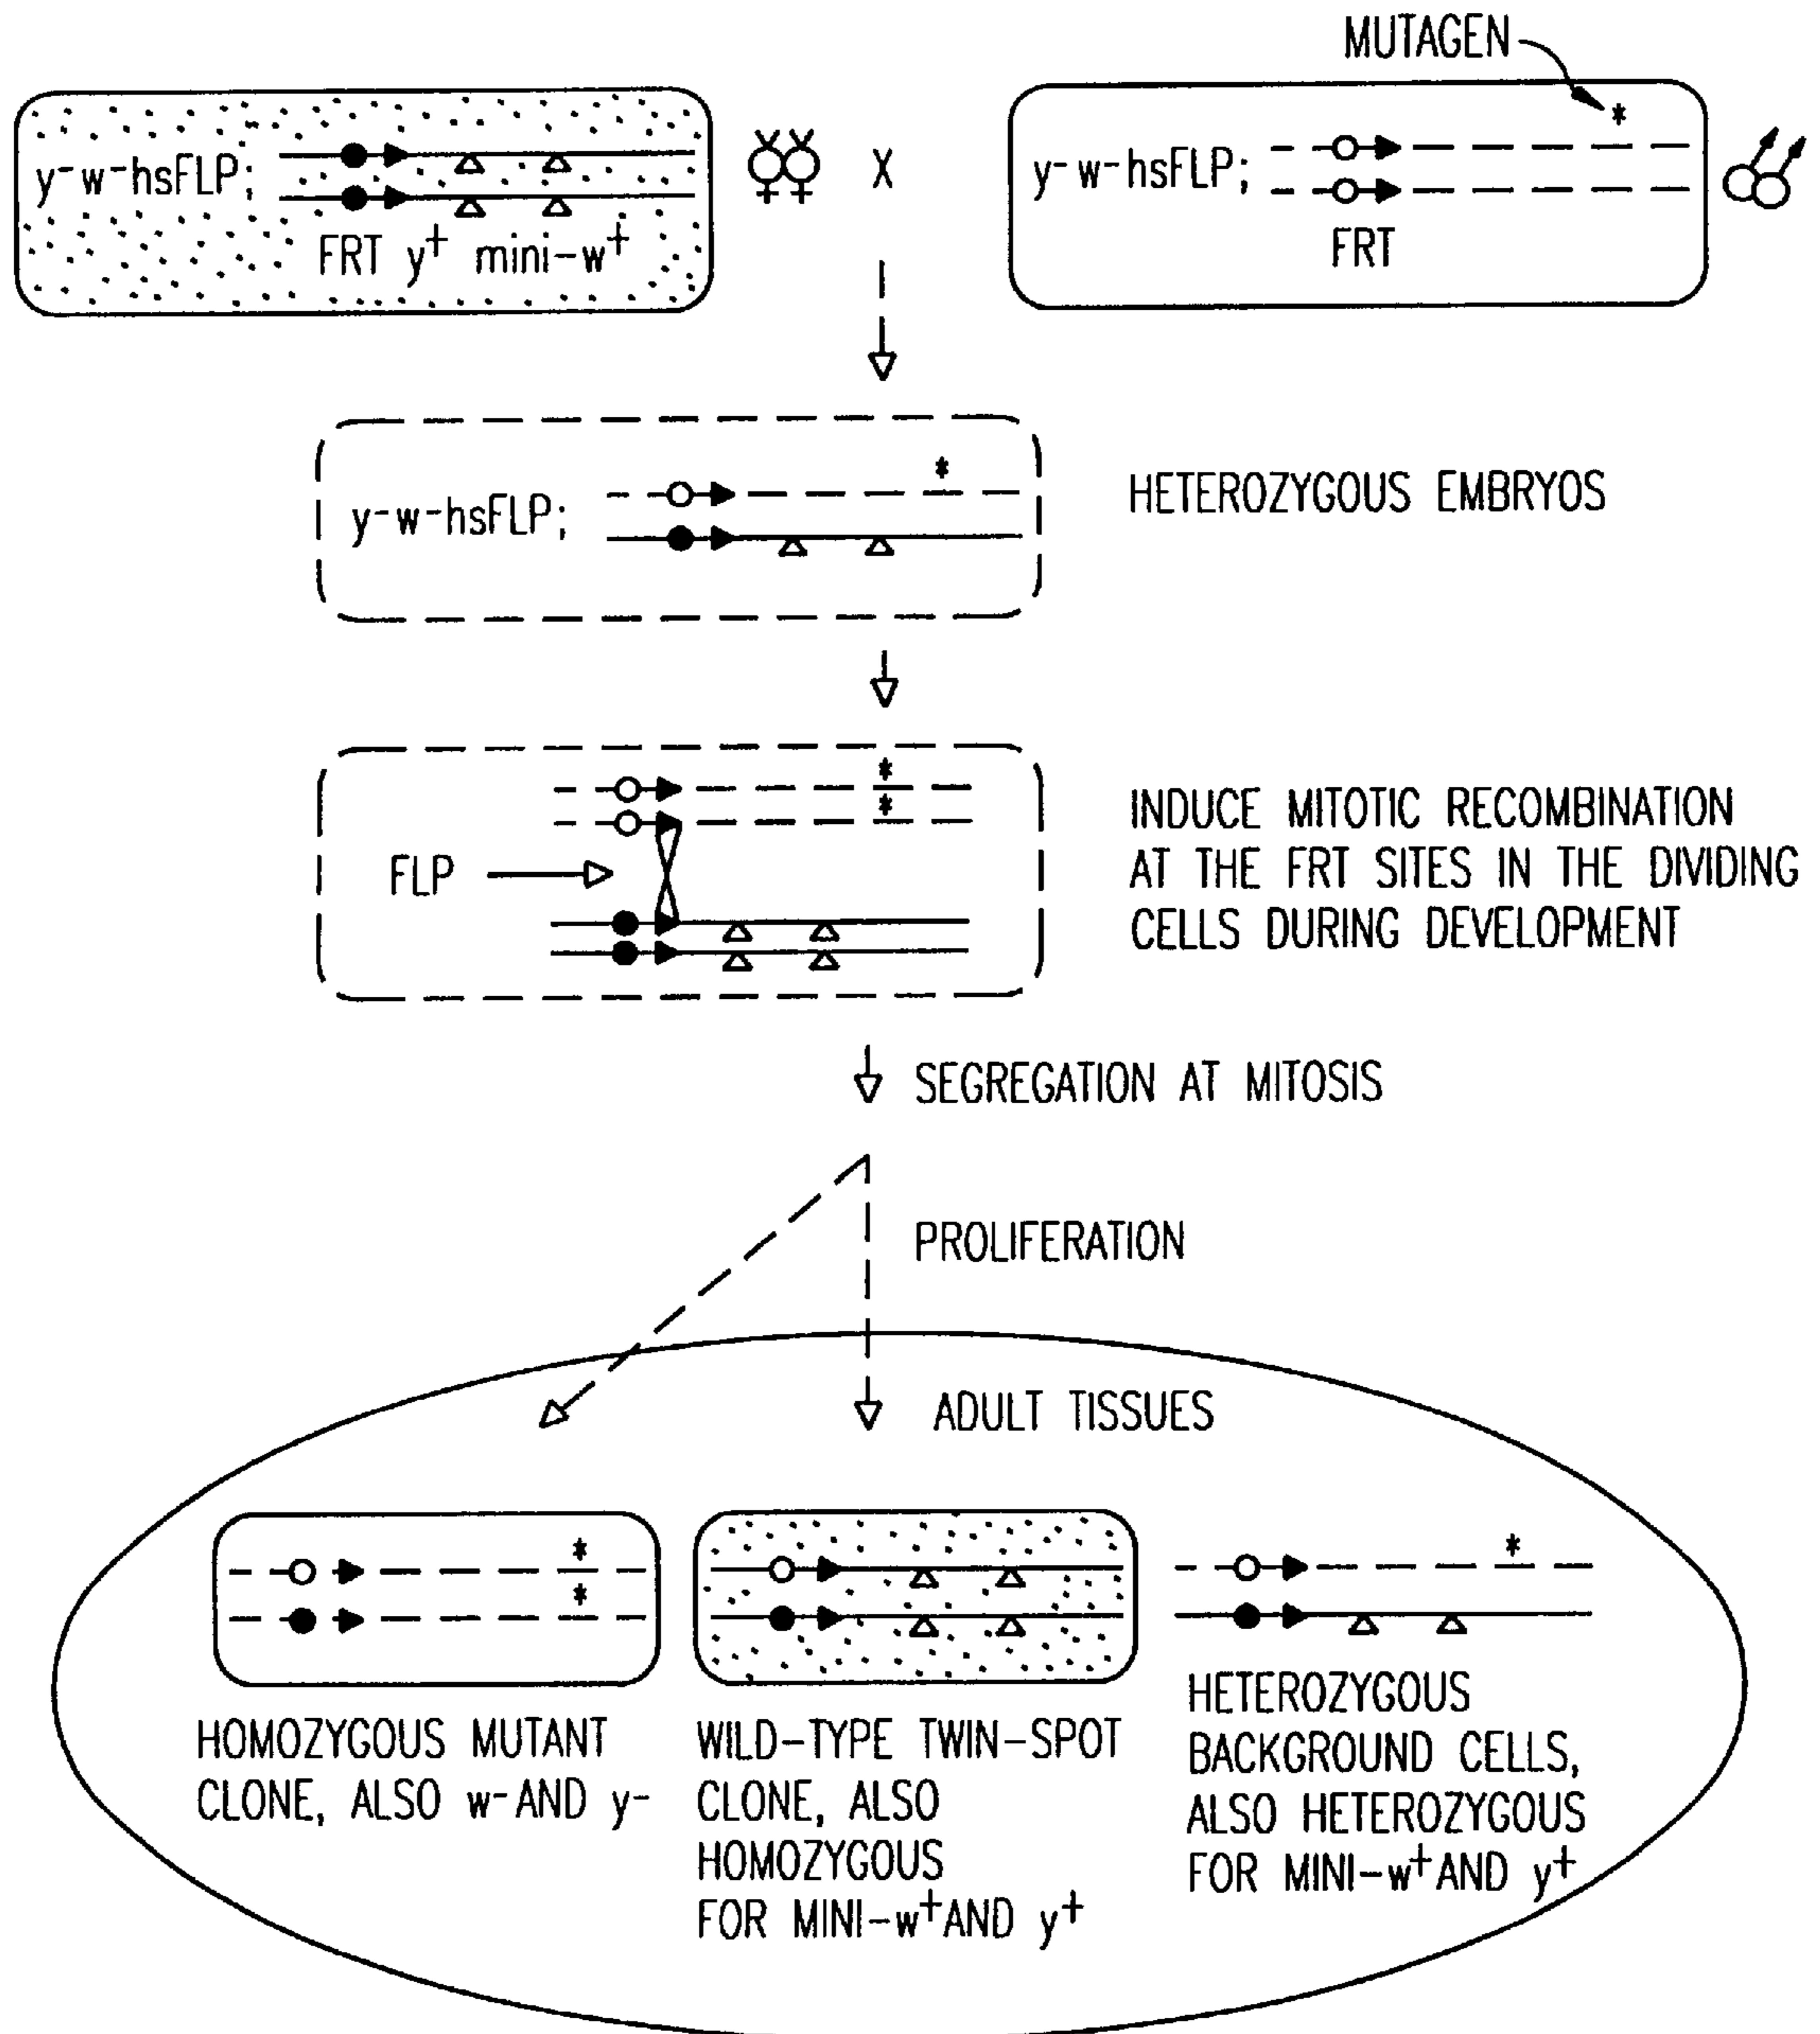 MUTAGEN
*
y⁻w⁻hsFLP;
FRT y⁺ mini-w⁺
X
y⁻w⁻hsFLP;
FRT
*
y⁻w⁻hsFLP;
HETEROZYGOUS EMBRYOS
*
*
FLP
INDUCE MITOTIC RECOMBINATION
AT THE FRT SITES IN THE DIVIDING
CELLS DURING DEVELOPMENT
SEGREGATION AT MITOSIS
PROLIFERATION
ADULT TISSUES
*
*
*
HOMOZYGOUS MUTANT
CLONE, ALSO w⁻AND y⁻
WILD-TYPE TWIN-SPOT
CLONE, ALSO
HOMOZYGOUS
FOR MINI-w⁺AND y⁺
HETEROZYGOUS
BACKGROUND CELLS,
ALSO HETEROZYGOUS
FOR MINI-w⁺AND y⁺